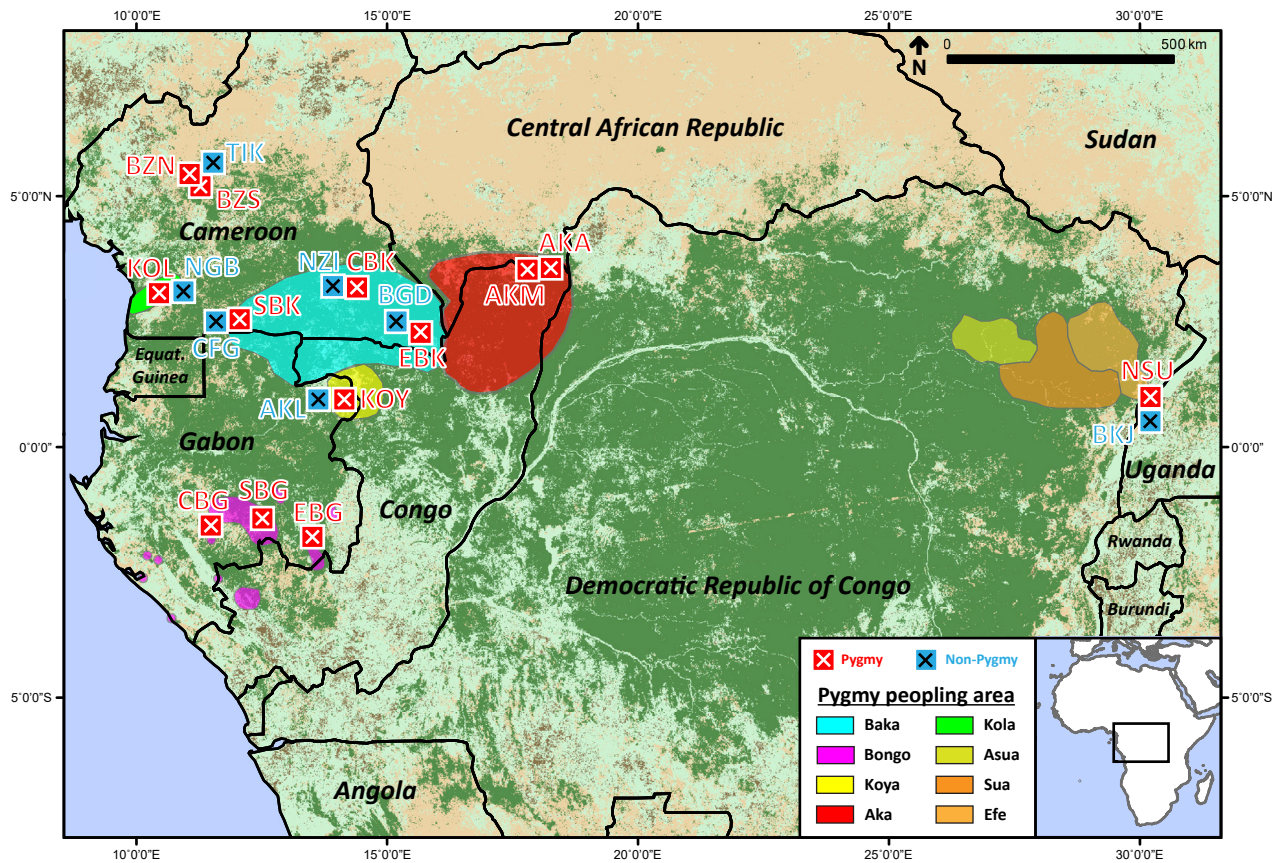 10°0'0"E 15°0'0"E 20°0'0"E 25°0'0"E 30°0'0"E
0 500 km
N
Central African Republic
Sudan
TIK
BZN
BZS
5°0'0"N 5°0'0"N
Cameroon
AKA
KOL NGB NZI CBK
AKM
BGD
SBK
CFG
EBK
Equat.
Guinea
NSU
AKL KOY
BKJ
Gabon
0°0'0" 0°0'0"
Uganda
CBG SBG EBG
Congo
Rwanda
Democratic Republic of Congo
Burundi
Pygmy Non-Pygmy
Pygmy peopling area
5°0'0"S 5°0'0"S
Baka Kola
Bongo Asua
Koya Sua
Aka Efe
Angola
10°0'0"E 15°0'0"E 20°0'0"E 25°0'0"E 30°0'0"E